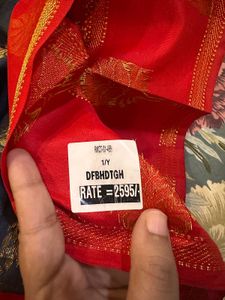 1/Y
DFBHDTGH
RATE = 2595/-